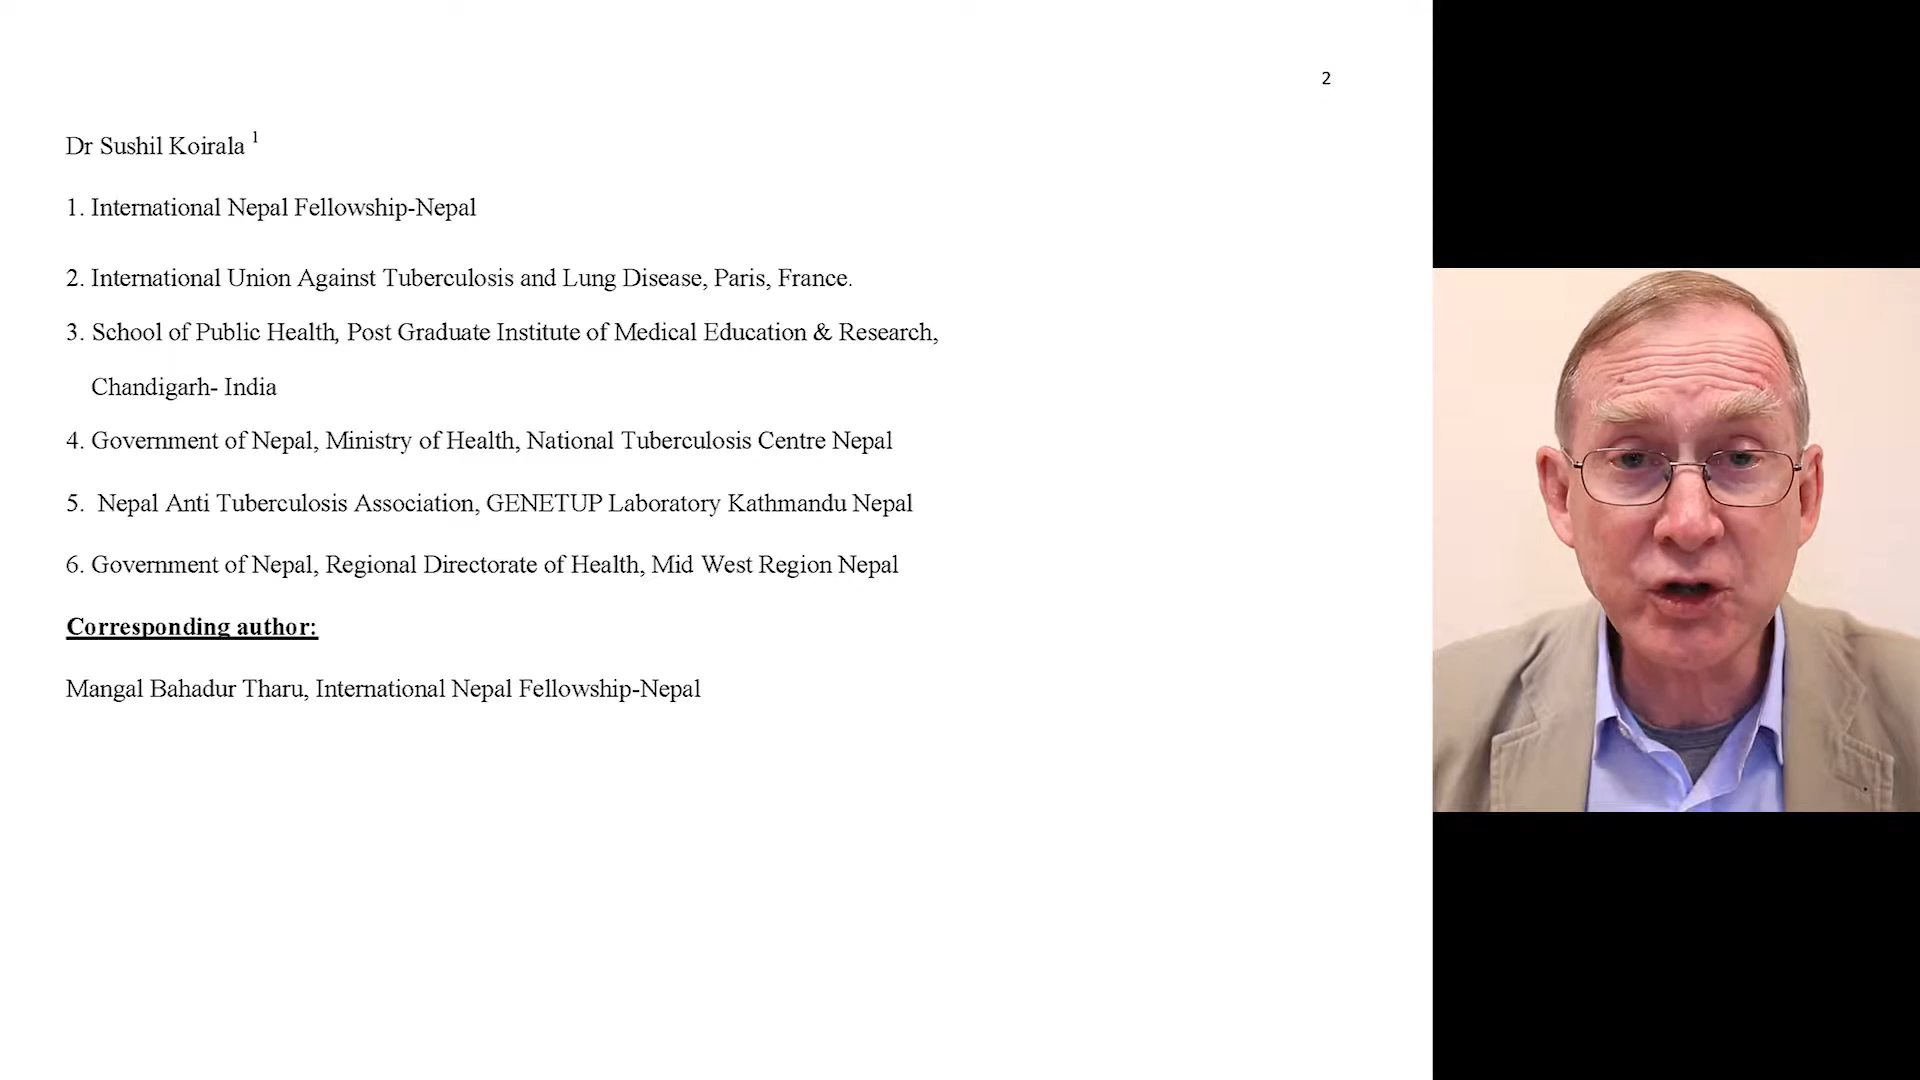 2
Dr Sushil Koirala 1
1. International Nepal Fellowship-Nepal
2. International Union Against Tuberculosis and Lung Disease, Paris, France.
3. School of Public Health, Post Graduate Institute of Medical Education & Research,
Chandigarh- India
4. Government of Nepal, Ministry of Health, National Tuberculosis Centre Nepal
5. Nepal Anti Tuberculosis Association, GENETUP Laboratory Kathmandu Nepal
6. Government of Nepal, Regional Directorate of Health, Mid West Region Nepal
Corresponding author:
Mangal Bahadur Tharu, International Nepal Fellowship-Nepal